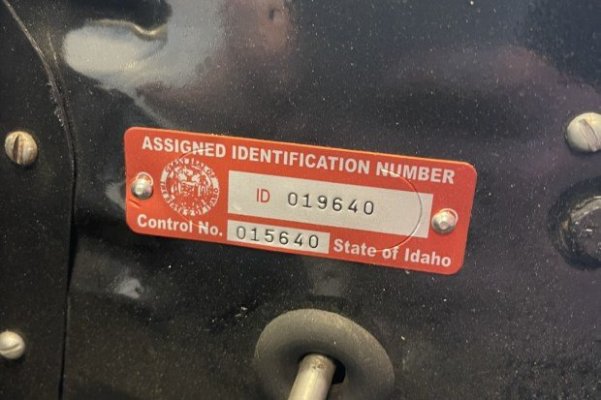 ASSIGNED IDENTIFICATION NUMBER
ID 019640
Control No. 015640 State of Idaho